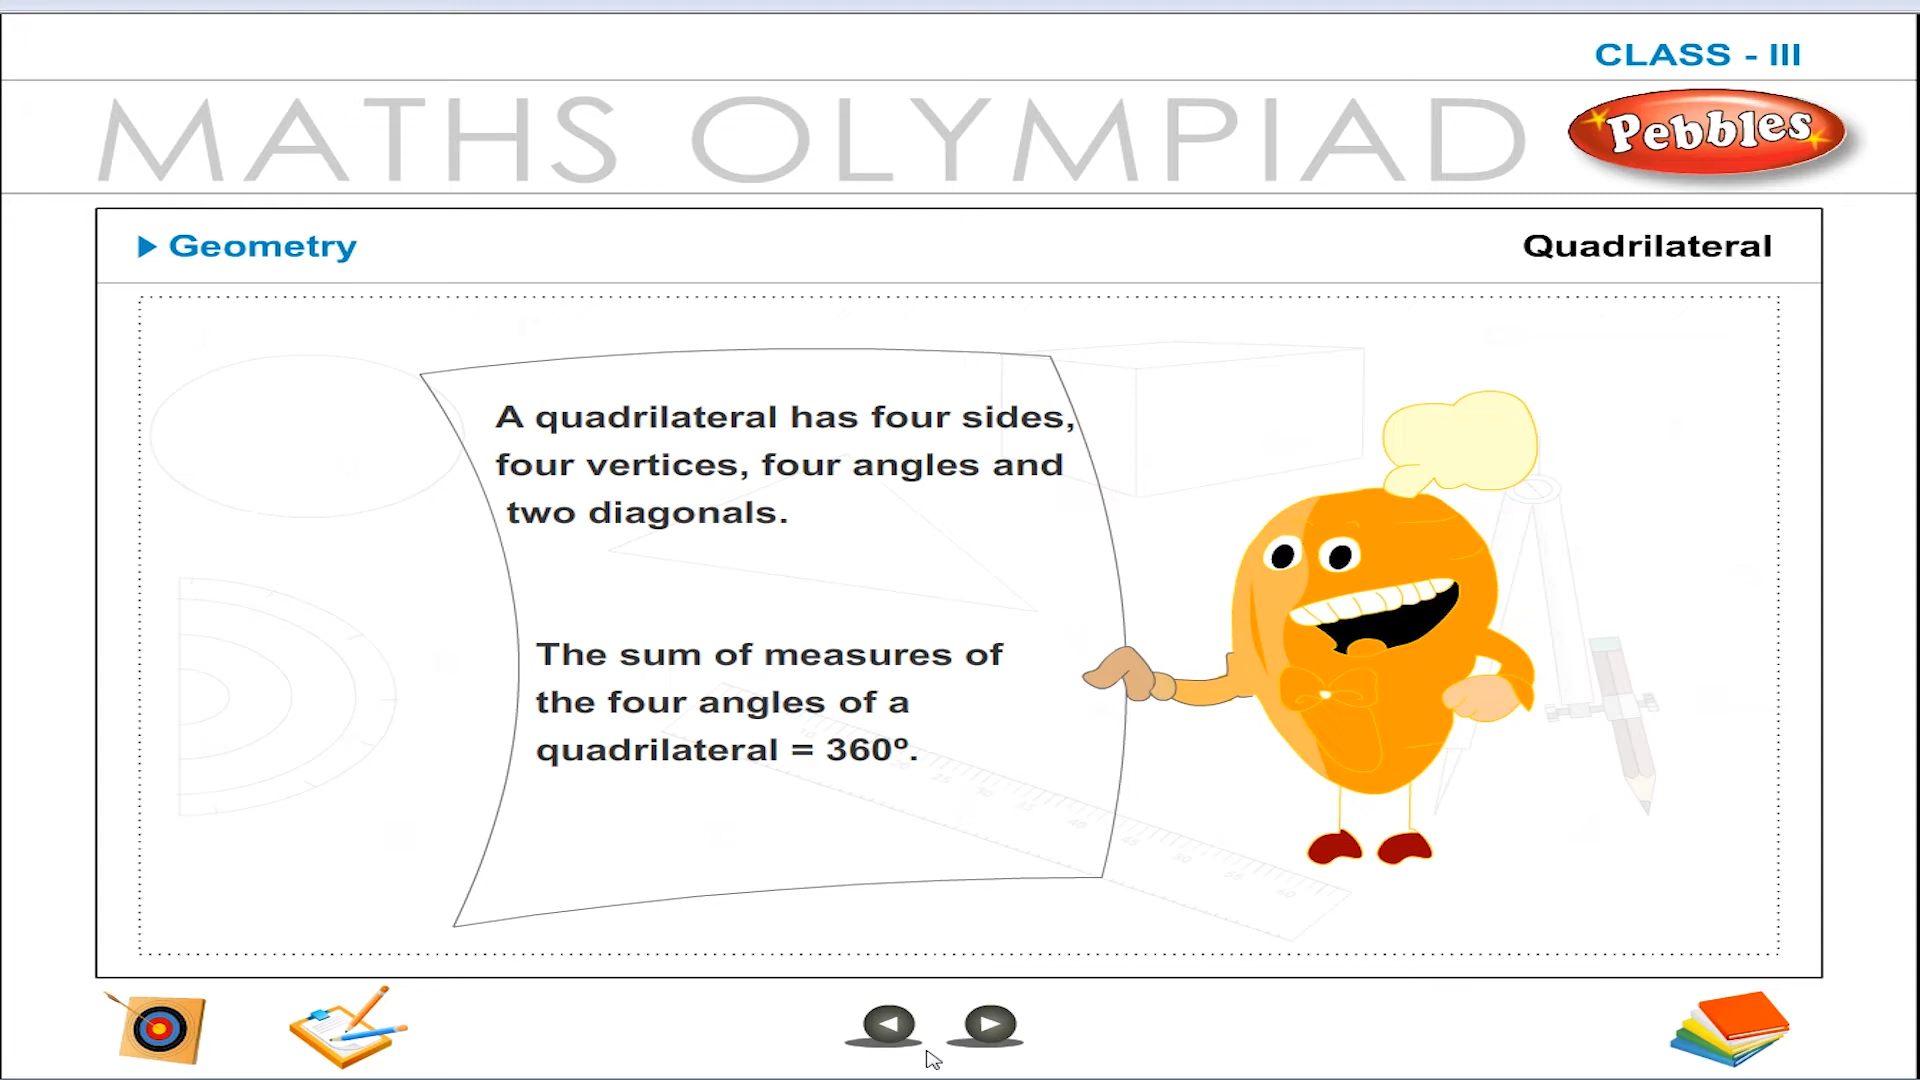 CLASS - III
MATHS OLYMPIAD
Pebbles
Geometry
Quadrilateral
A quadrilateral has four sides,
four vertices, four angles and
two diagonals.
The sum of measures of
the four angles of a
quadrilateral = 360º.